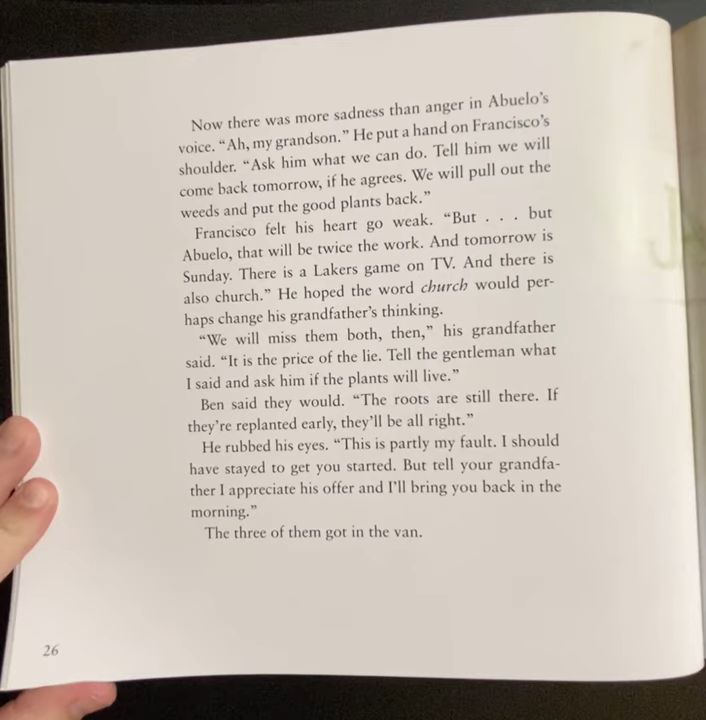 Now there was more sadness than anger in Abuelo's
voice. “Ah, my grandson.” He put a hand on Francisco's
shoulder. “Ask him what we can do. Tell him we will
come back tomorrow, if he agrees. We will pull out the
weeds and put the good plants back.”
Francisco felt his heart go weak. “But . . . but
Abuelo, that will be twice the work. And tomorrow is
Sunday. There is a Lakers game on TV. And there is
also church.” He hoped the word church would per-
haps change his grandfather's thinking.
“We will miss them both, then,” his grandfather
said. “It is the price of the lie. Tell the gentleman what
I said and ask him if the plants will live.”
Ben said they would. “The roots are still there. If
they're replanted early, they'll be all right.”
He rubbed his eyes. “This is partly my fault. I should
have stayed to get you started. But tell your grandfa-
ther I appreciate his offer and I'll bring you back in the
morning.”
The three of them got in the van.
26